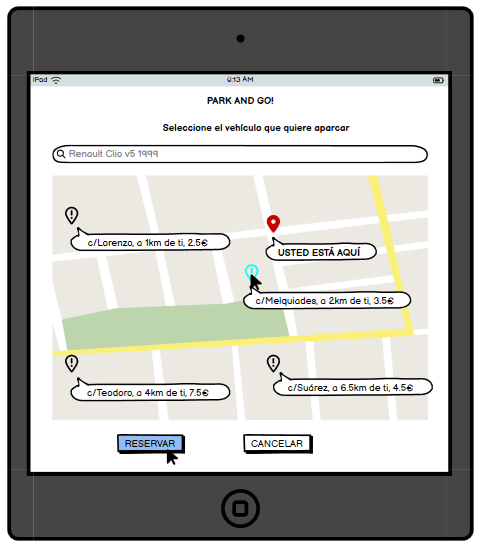 iPad
0:13 AM
PARK AND GO!
Seleccione el vehículo que quiere aparcar
Renault Clio v5 1999
c/Lorenzo, a 1km de ti, 2.5€
USTED ESTÁ AQUÍ
c/Melquiades, a 2km de ti, 3.5€
c/Teodoro, a 4km de ti, 7.5€
c/Suárez, a 6.5km de ti, 4.5€
RESERVAR
CANCELAR